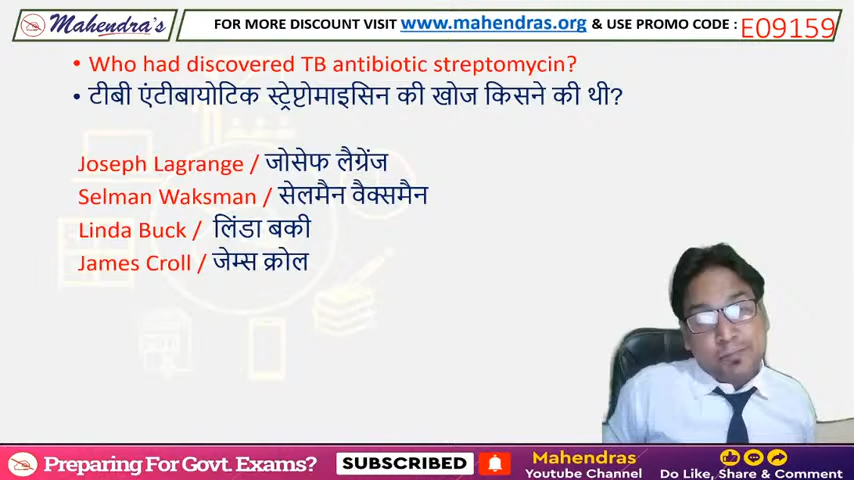 Mahendra's FOR MORE DISCOUNT VISIT www.mahendras.org & USE PROMO CODE : E09159
• Who had discovered TB antibiotic streptomycin?
• टीबी एंटीबायोटिक स्ट्रेप्टोमाइसिन की खोज किसने की थी?
Joseph Lagrange / जोसेफ लैग्रेंज
Selman Waksman / सेलमैन वैक्समैन
Linda Buck / लिंडा बकी
James Croll / जेम्स क्रोल
Preparing For Govt. Exams? SUBSCRIBED Mahendras
Youtube Channel Do Like, Share & Comment